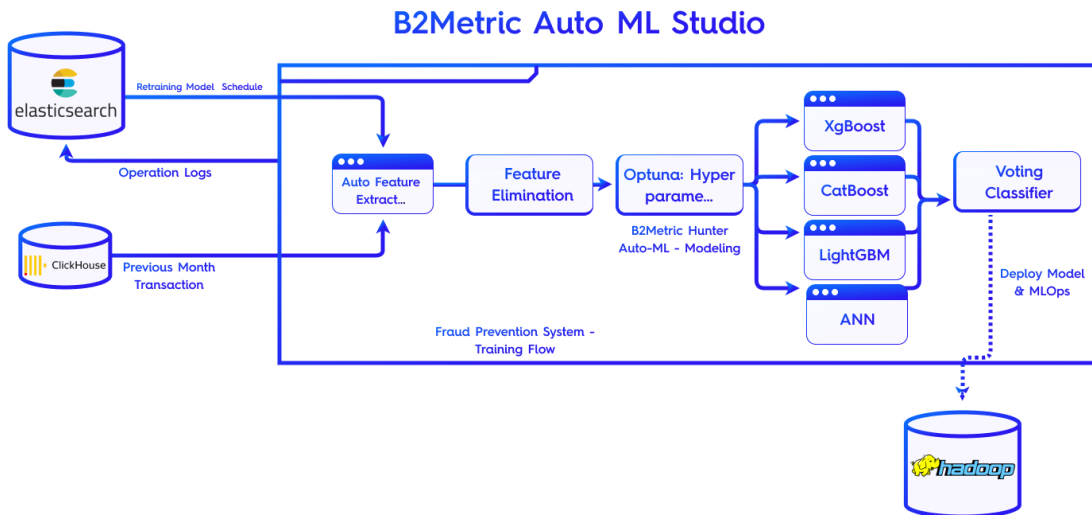 B2Metric Auto ML Studio
elasticsearch
Retraining Model Schedule
Operation Logs
ClickHouse
Previous Month
Transaction
Auto Feature
Extract...
Feature
Elimination
Optuna: Hyper
parame...
B2Metric Hunter
Auto-ML - Modeling
XgBoost
CatBoost
LightGBM
ANN
Voting
Classifier
Deploy Model
& MLOps
Fraud Prevention System -
Training Flow
hadoop